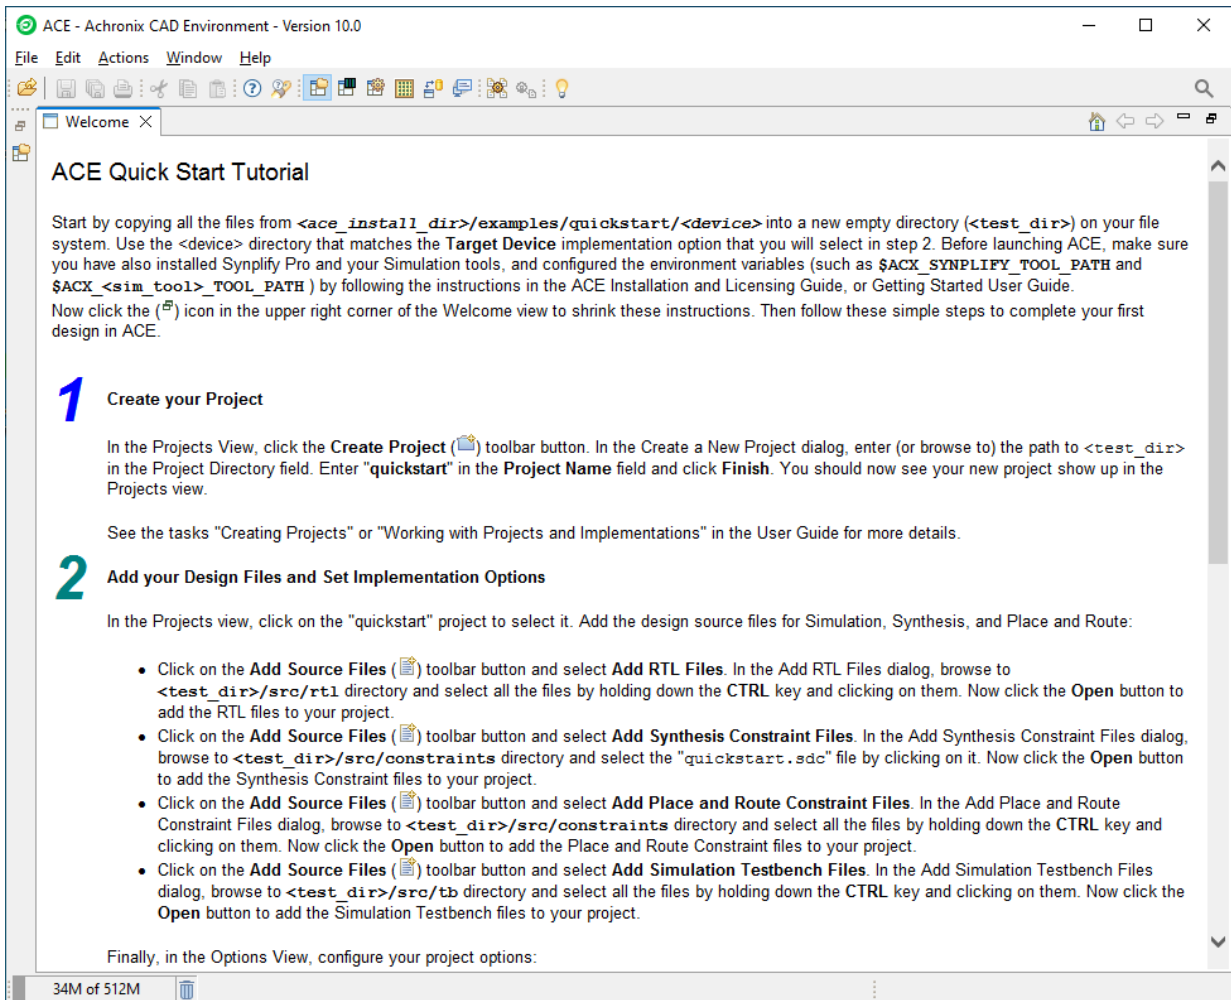 ACE - Achronix CAD Environment - Version 10.0
File Edit Actions Window Help
Welcome
ACE Quick Start Tutorial
Start by copying all the files from <ace_install_dir>/examples/quickstart/<device> into a new empty directory (<test_dir>) on your file
system. Use the <device> directory that matches the Target Device implementation option that you will select in step 2. Before launching ACE, make sure
you have also installed Synplify Pro and your Simulation tools, and configured the environment variables (such as $ACX_SYNPLIFY_TOOL_PATH and
$ACX_<sim_tool>_TOOL_PATH ) by following the instructions in the ACE Installation and Licensing Guide, or Getting Started User Guide.
Now click the ( ) icon in the upper right corner of the Welcome view to shrink these instructions. Then follow these simple steps to complete your first
design in ACE.
1 Create your Project
In the Projects View, click the Create Project ( ) toolbar button. In the Create a New Project dialog, enter (or browse to) the path to <test_dir>
in the Project Directory field. Enter "quickstart" in the Project Name field and click Finish. You should now see your new project show up in the
Projects view.
See the tasks "Creating Projects" or "Working with Projects and Implementations" in the User Guide for more details.
2 Add your Design Files and Set Implementation Options
In the Projects view, click on the "quickstart" project to select it. Add the design source files for Simulation, Synthesis, and Place and Route:
• Click on the Add Source Files ( ) toolbar button and select Add RTL Files. In the Add RTL Files dialog, browse to
<test_dir>/src/rtl directory and select all the files by holding down the CTRL key and clicking on them. Now click the Open button to
add the RTL files to your project.
• Click on the Add Source Files ( ) toolbar button and select Add Synthesis Constraint Files. In the Add Synthesis Constraint Files dialog,
browse to <test_dir>/src/constraints directory and select the "quickstart.sdc" file by clicking on it. Now click the Open button
to add the Synthesis Constraint files to your project.
• Click on the Add Source Files ( ) toolbar button and select Add Place and Route Constraint Files. In the Add Place and Route
Constraint Files dialog, browse to <test_dir>/src/constraints directory and select all the files by holding down the CTRL key and
clicking on them. Now click the Open button to add the Place and Route Constraint files to your project.
• Click on the Add Source Files ( ) toolbar button and select Add Simulation Testbench Files. In the Add Simulation Testbench Files
dialog, browse to <test_dir>/src/tb directory and select all the files by holding down the CTRL key and clicking on them. Now click the
Open button to add the Simulation Testbench files to your project.
Finally, in the Options View, configure your project options:
34M of 512M